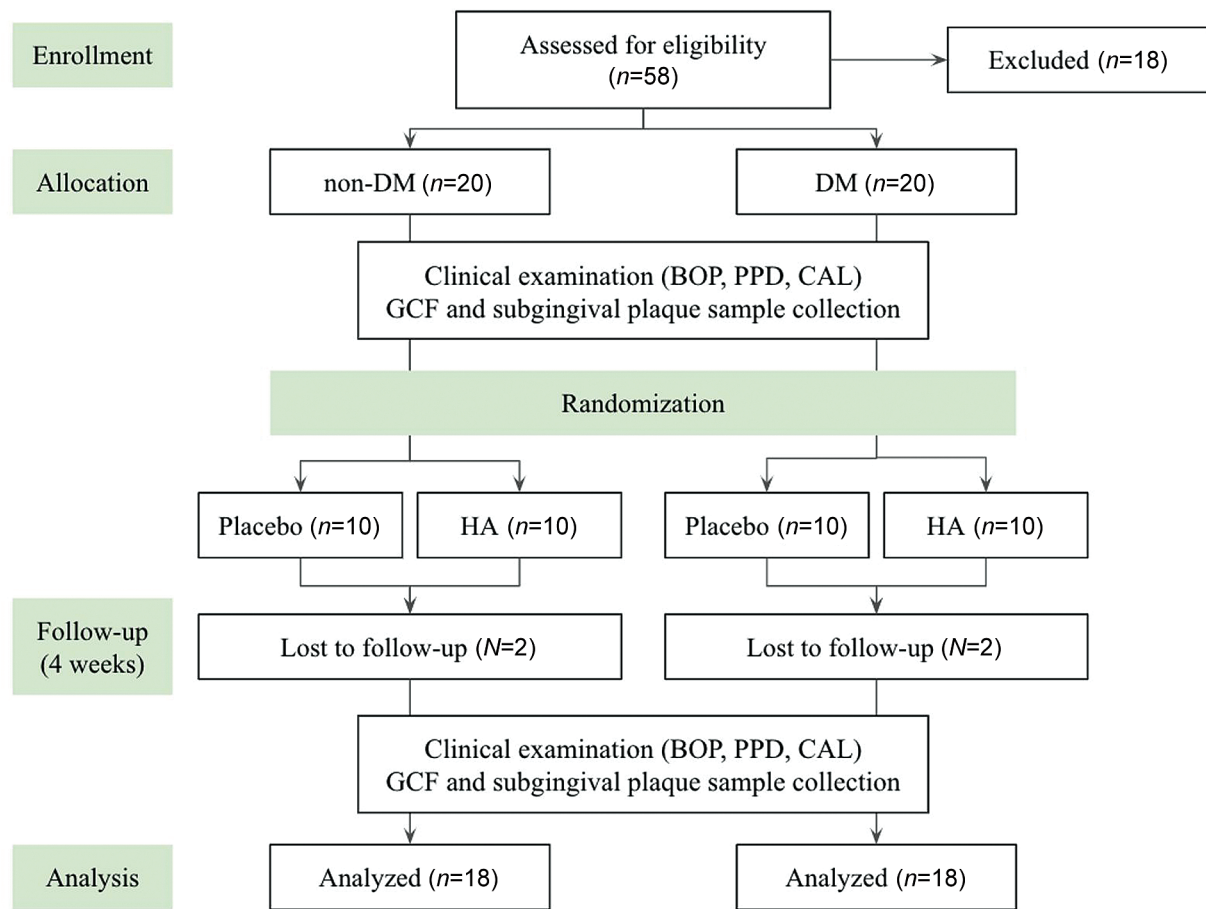 Enrollment
Assessed for eligibility
(n=58)
Excluded (n=18)
Allocation
non-DM (n=20)
DM (n=20)
Clinical examination (BOP, PPD, CAL)
GCF and subgingival plaque sample collection
Randomization
Placebo (n=10)
HA (n=10)
Placebo (n=10)
HA (n=10)
Follow-up
(4 weeks)
Lost to follow-up (N=2)
Lost to follow-up (N=2)
Clinical examination (BOP, PPD, CAL)
GCF and subgingival plaque sample collection
Analysis
Analyzed (n=18)
Analyzed (n=18)